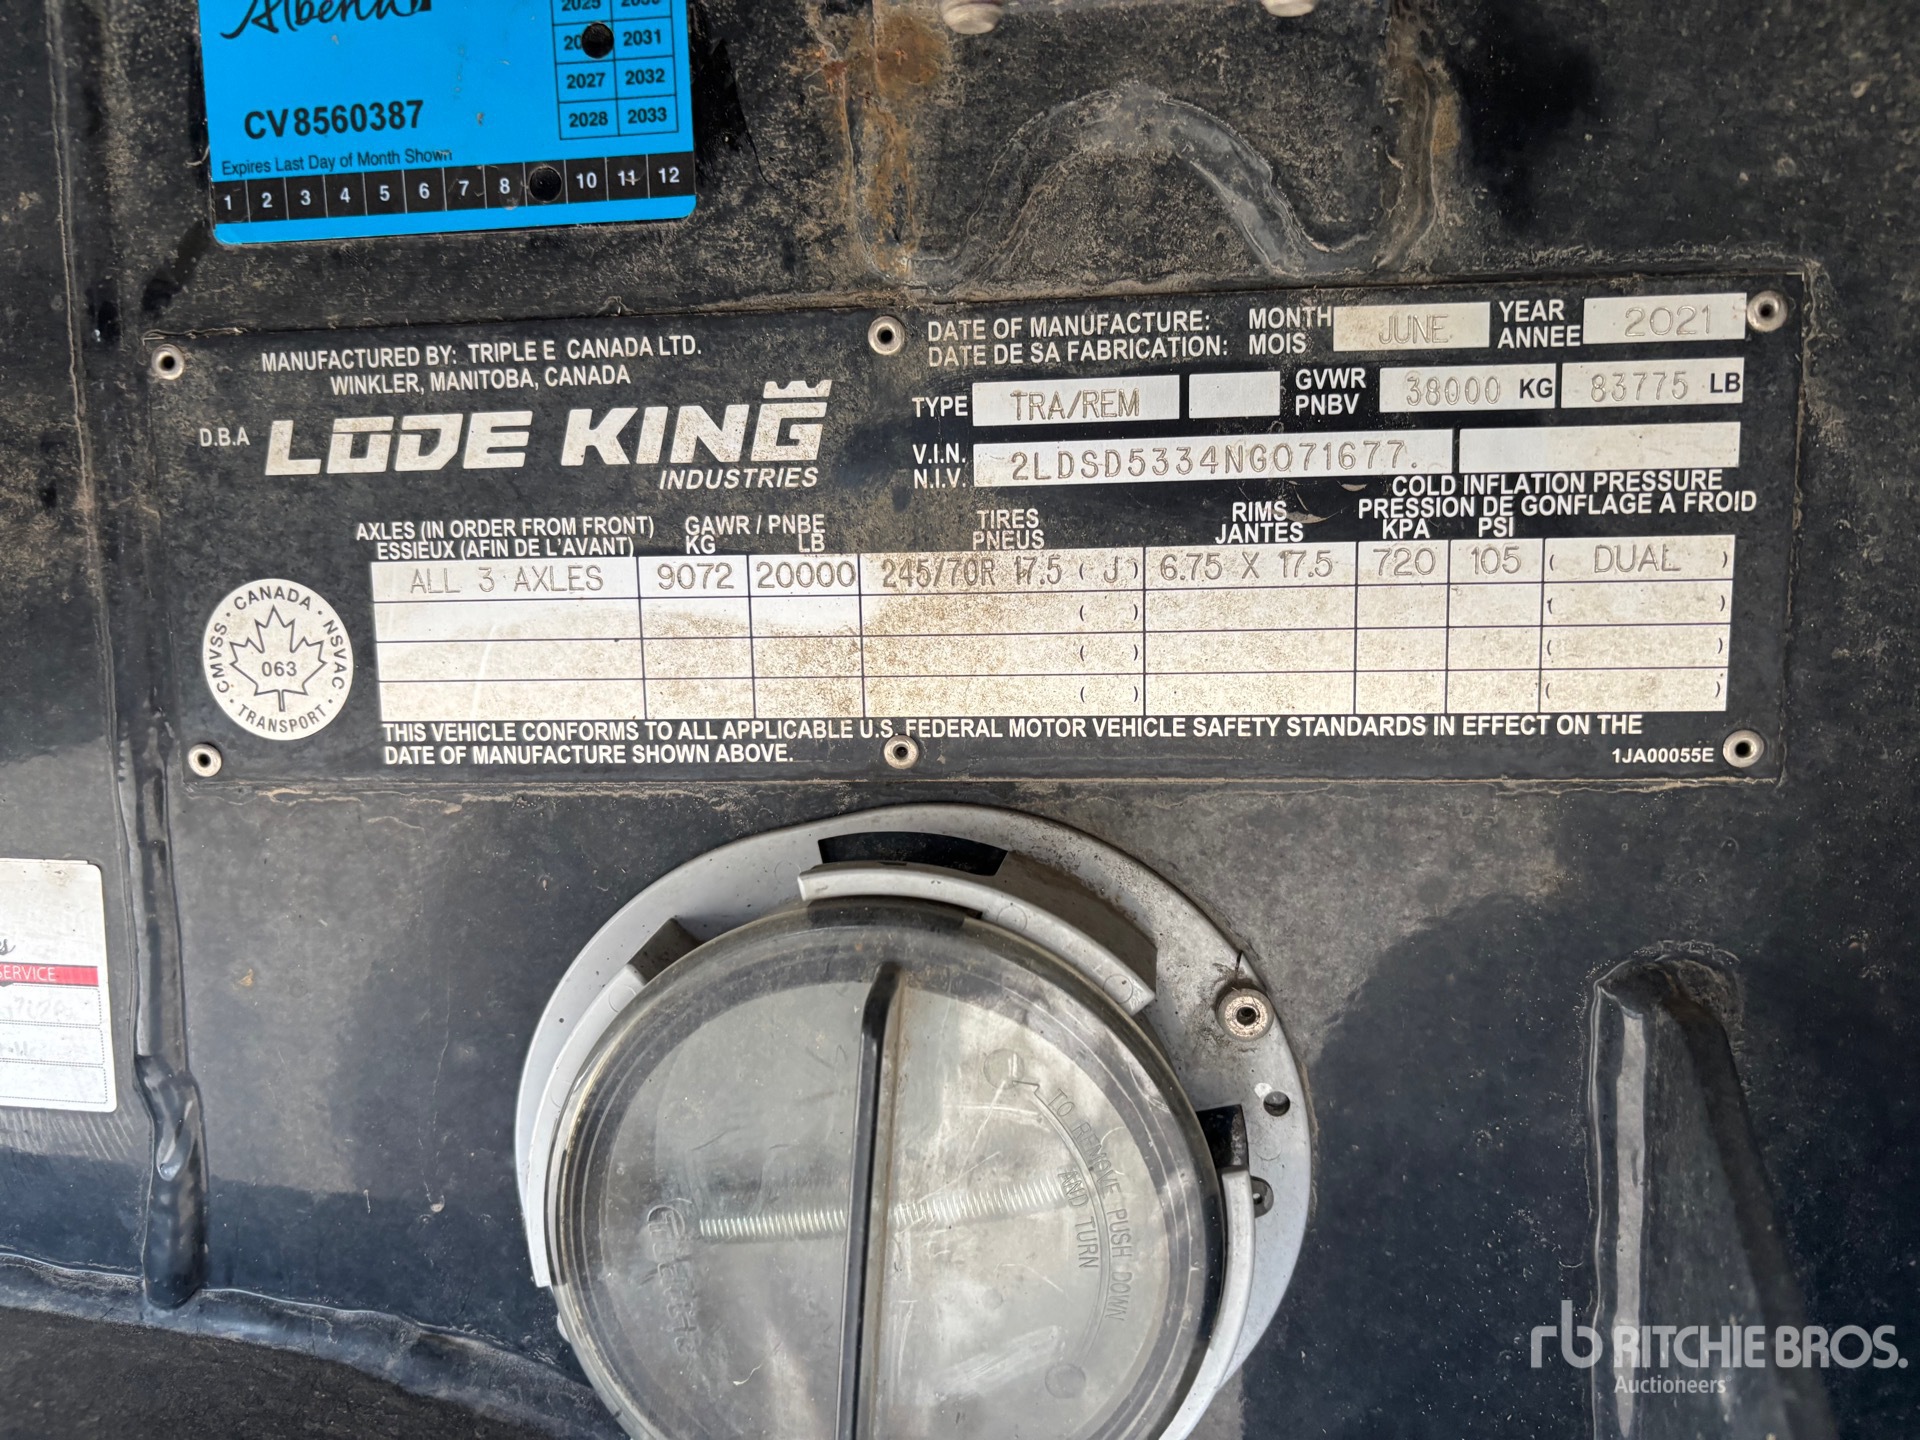 Alberta
2025
2031
2027 2032
2028 2033
CV8560387
Expires Last Day of Month Shown
1 2 3 4 5 6 7 8 10 11 12
MANUFACTURED BY: TRIPLE E CANADA LTD.
WINKLER, MANITOBA, CANADA
D.B.A LODE KING
INDUSTRIES
DATE OF MANUFACTURE: MONTH JUNE YEAR 2021
DATE DE SA FABRICATION: MOIS ANNEE
TYPE TRA/REM GVWR 38000 KG 83775 LB
PNBV
V.I.N. 2LDSD5334NG071677.
N.I.V.
COLD INFLATION PRESSURE
PRESSION DE GONFLAGE A FROID
AXLES (IN ORDER FROM FRONT) GAWR / PNBE TIRES RIMS
ESSIEUX (AFIN DE L'AVANT) KG LB PNEUS JANTES KPA PSI
ALL 3 AXLES 9072 20000 245/70R 17.5 ( J ) 6.75 X 17.5 720 105 ( DUAL )
( ) ( )
( ) ( )
( ) ( )
CANADA
CMVSS · NSVAC
063
TRANSPORT
THIS VEHICLE CONFORMS TO ALL APPLICABLE U.S. FEDERAL MOTOR VEHICLE SAFETY STANDARDS IN EFFECT ON THE
DATE OF MANUFACTURE SHOWN ABOVE.
1JA00055E
SERVICE
TO REMOVE PUSH DOWN
AND TURN
rb RITCHIE BROS.
Auctioneers